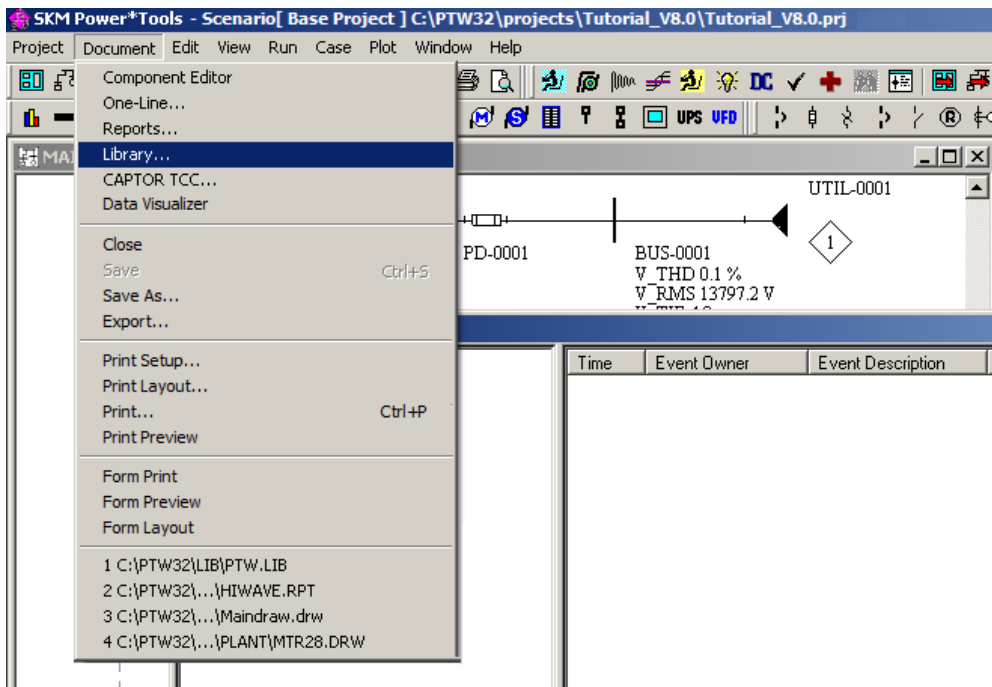 SKM Power*Tools - Scenario[ Base Project ] C:\PTW32\projects\Tutorial_V8.0\Tutorial_V8.0.prj
Project Document Edit View Run Case Plot Window Help
DC
M S UPS VFD R
Component Editor
One-Line...
Reports...
Library...
CAPTOR TCC...
Data Visualizer
Close
Save Ctrl+S
Save As...
Export...
Print Setup...
Print Layout...
Print... Ctrl+P
Print Preview
Form Print
Form Preview
Form Layout
1 C:\PTW32\LIB\PTW.LIB
2 C:\PTW32\...\HIWAVE.RPT
3 C:\PTW32\...\Maindraw.drw
4 C:\PTW32\...\PLANT\MTR28.DRW
UTIL-0001
1
PD-0001
BUS-0001
V_THD 0.1 %
V_RMS 13797.2 V
Time Event Owner Event Description